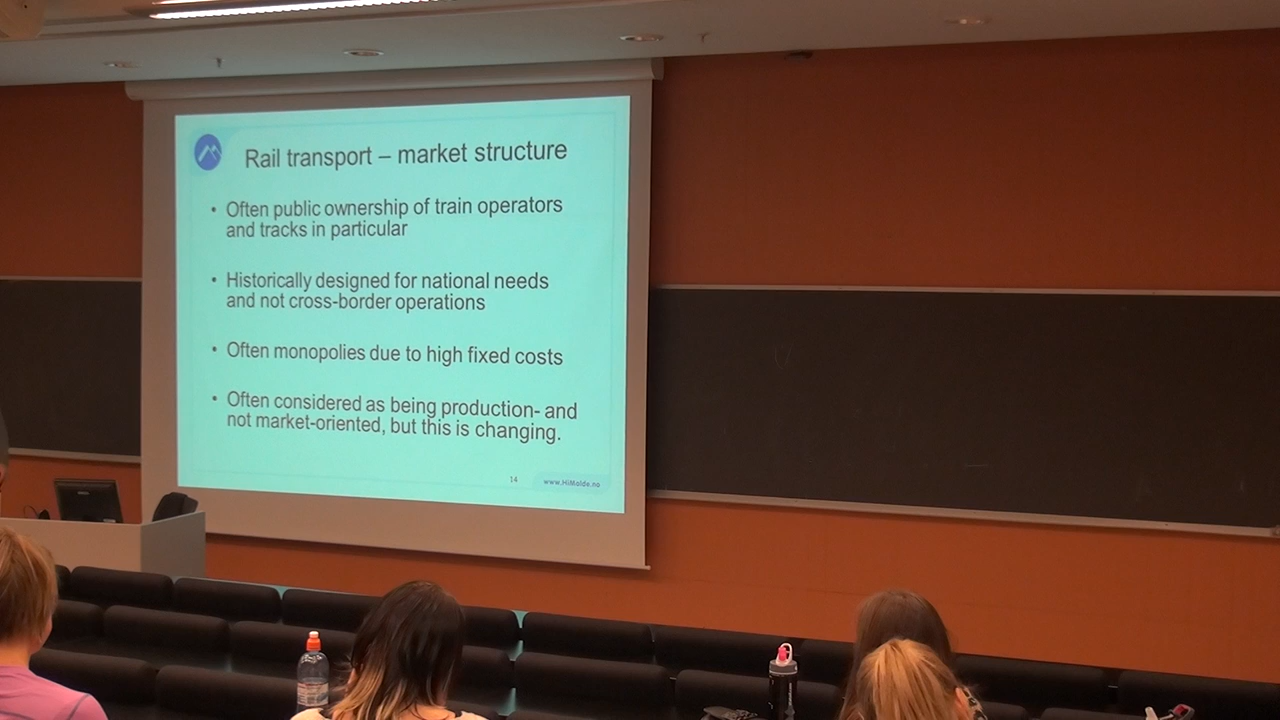 Rail transport – market structure
• Often public ownership of train operators
and tracks in particular
• Historically designed for national needs
and not cross-border operations
• Often monopolies due to high fixed costs
• Often considered as being production- and
not market-oriented, but this is changing.
14
www.HiMolde.no